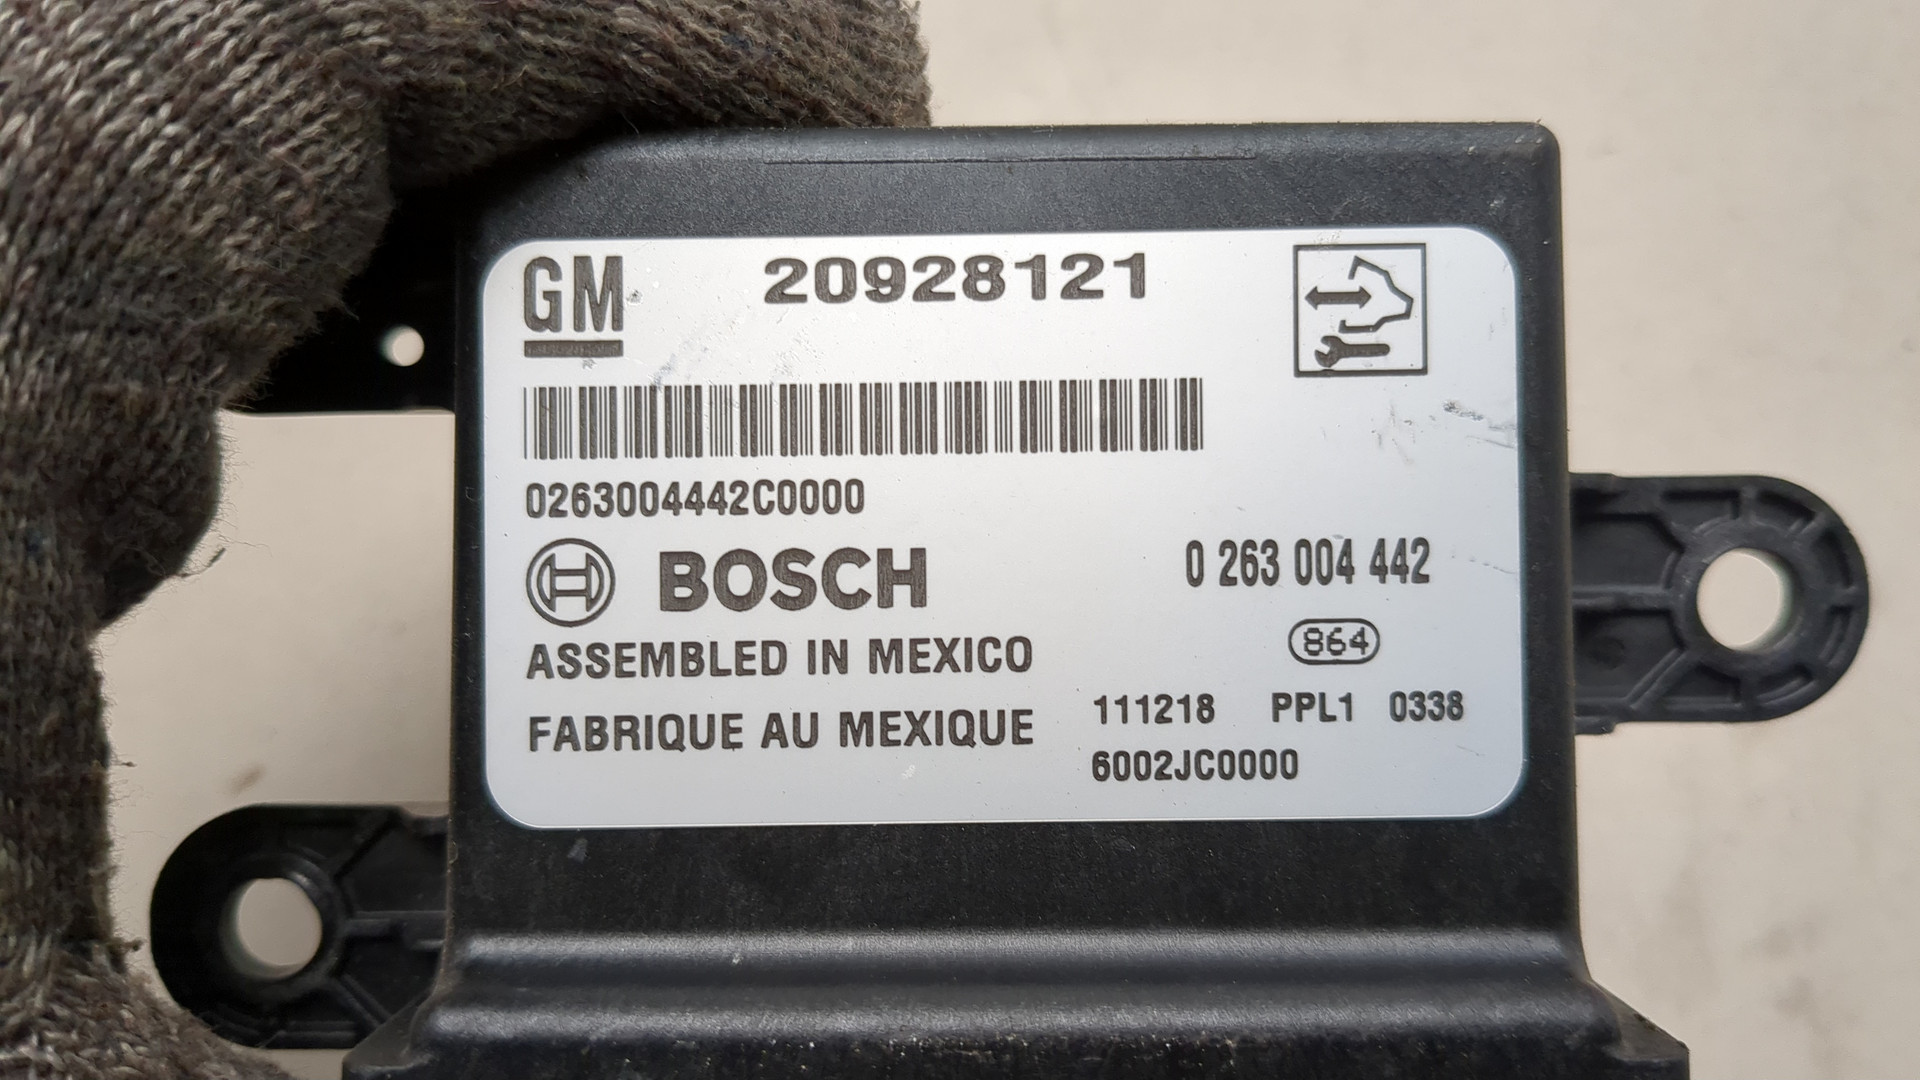 GM 20928121
0263004442C0000
BOSCH 0 263 004 442
864
ASSEMBLED IN MEXICO
FABRIQUE AU MEXIQUE
111218 PPL1 0338
6002JC0000